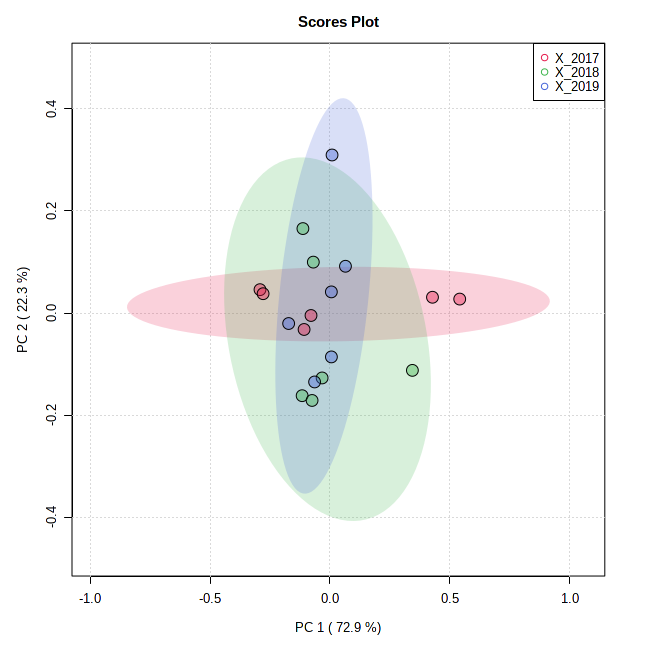 Scores Plot
X_2017
X_2018
X_2019
0.4
0.2
0.0
-0.2
-0.4
PC 2 ( 22.3 %)
-1.0 -0.5 0.0 0.5 1.0
PC 1 ( 72.9 %)